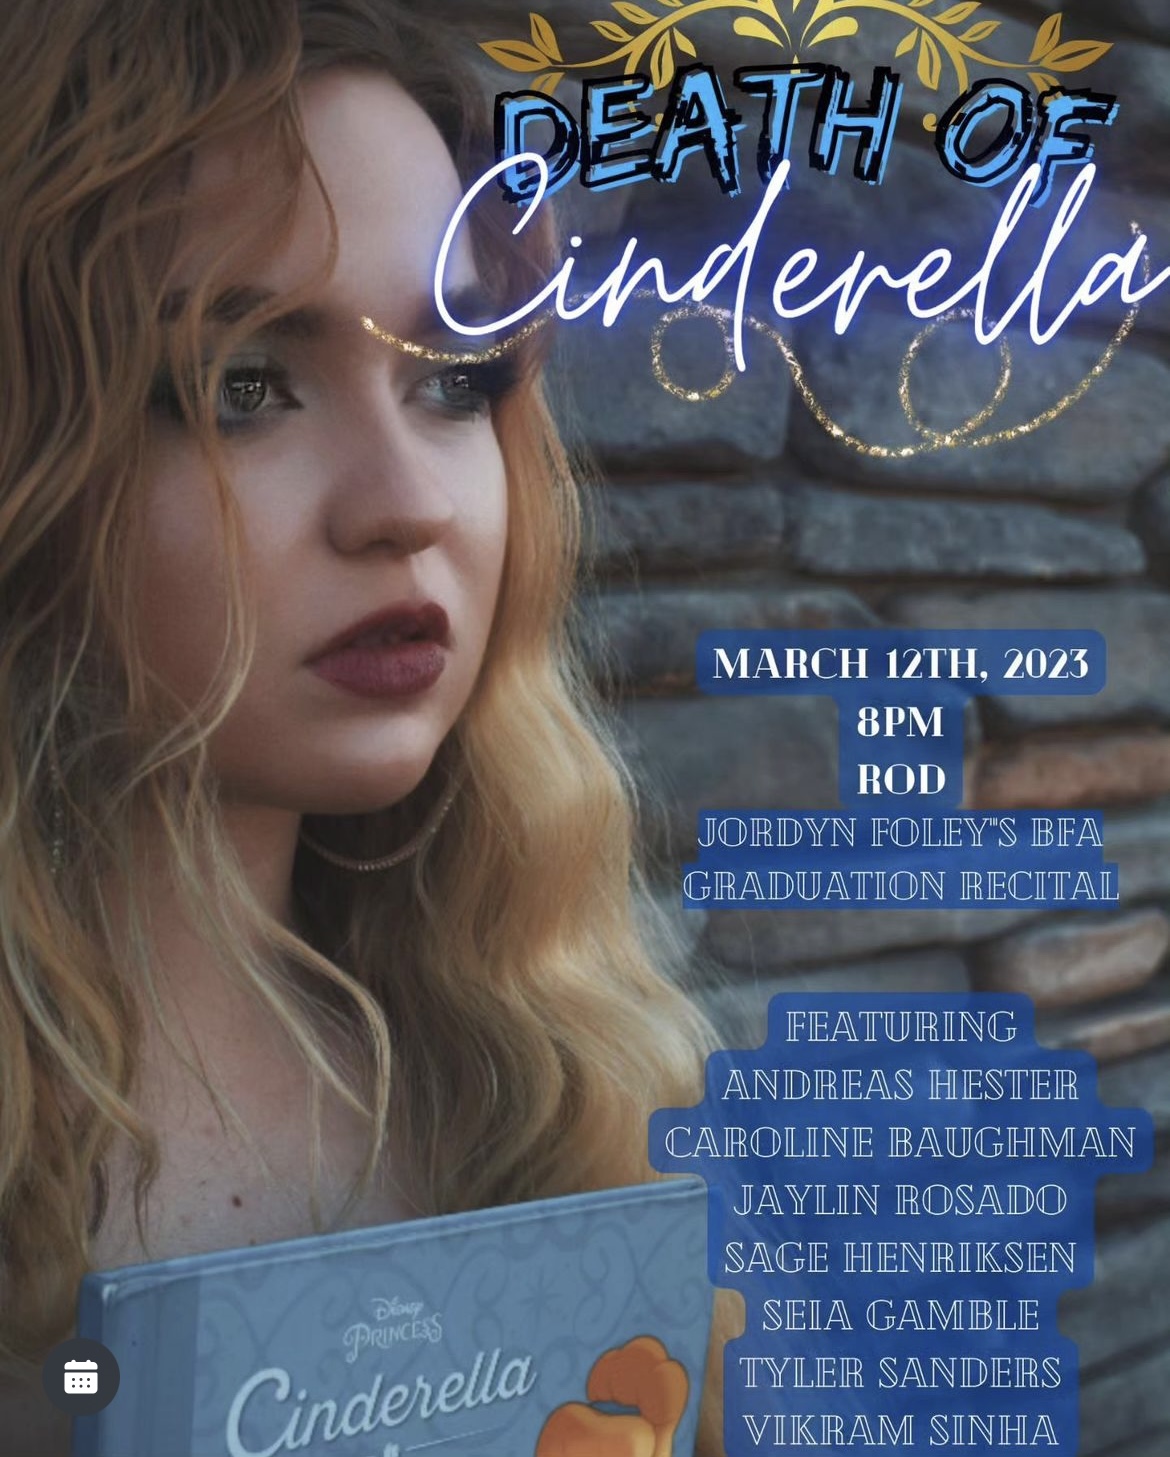 DEATH OF
Cinderella
MARCH 12TH, 2023
8PM
ROD
JORDYN FOLEY"S BFA
GRADUATION RECITAL
FEATURING
ANDREAS HESTER
CAROLINE BAUGHMAN
JAYLIN ROSADO
SAGE HENRIKSEN
SEIA GAMBLE
TYLER SANDERS
VIKRAM SINHA
Disney
PRINCESS
Cinderella